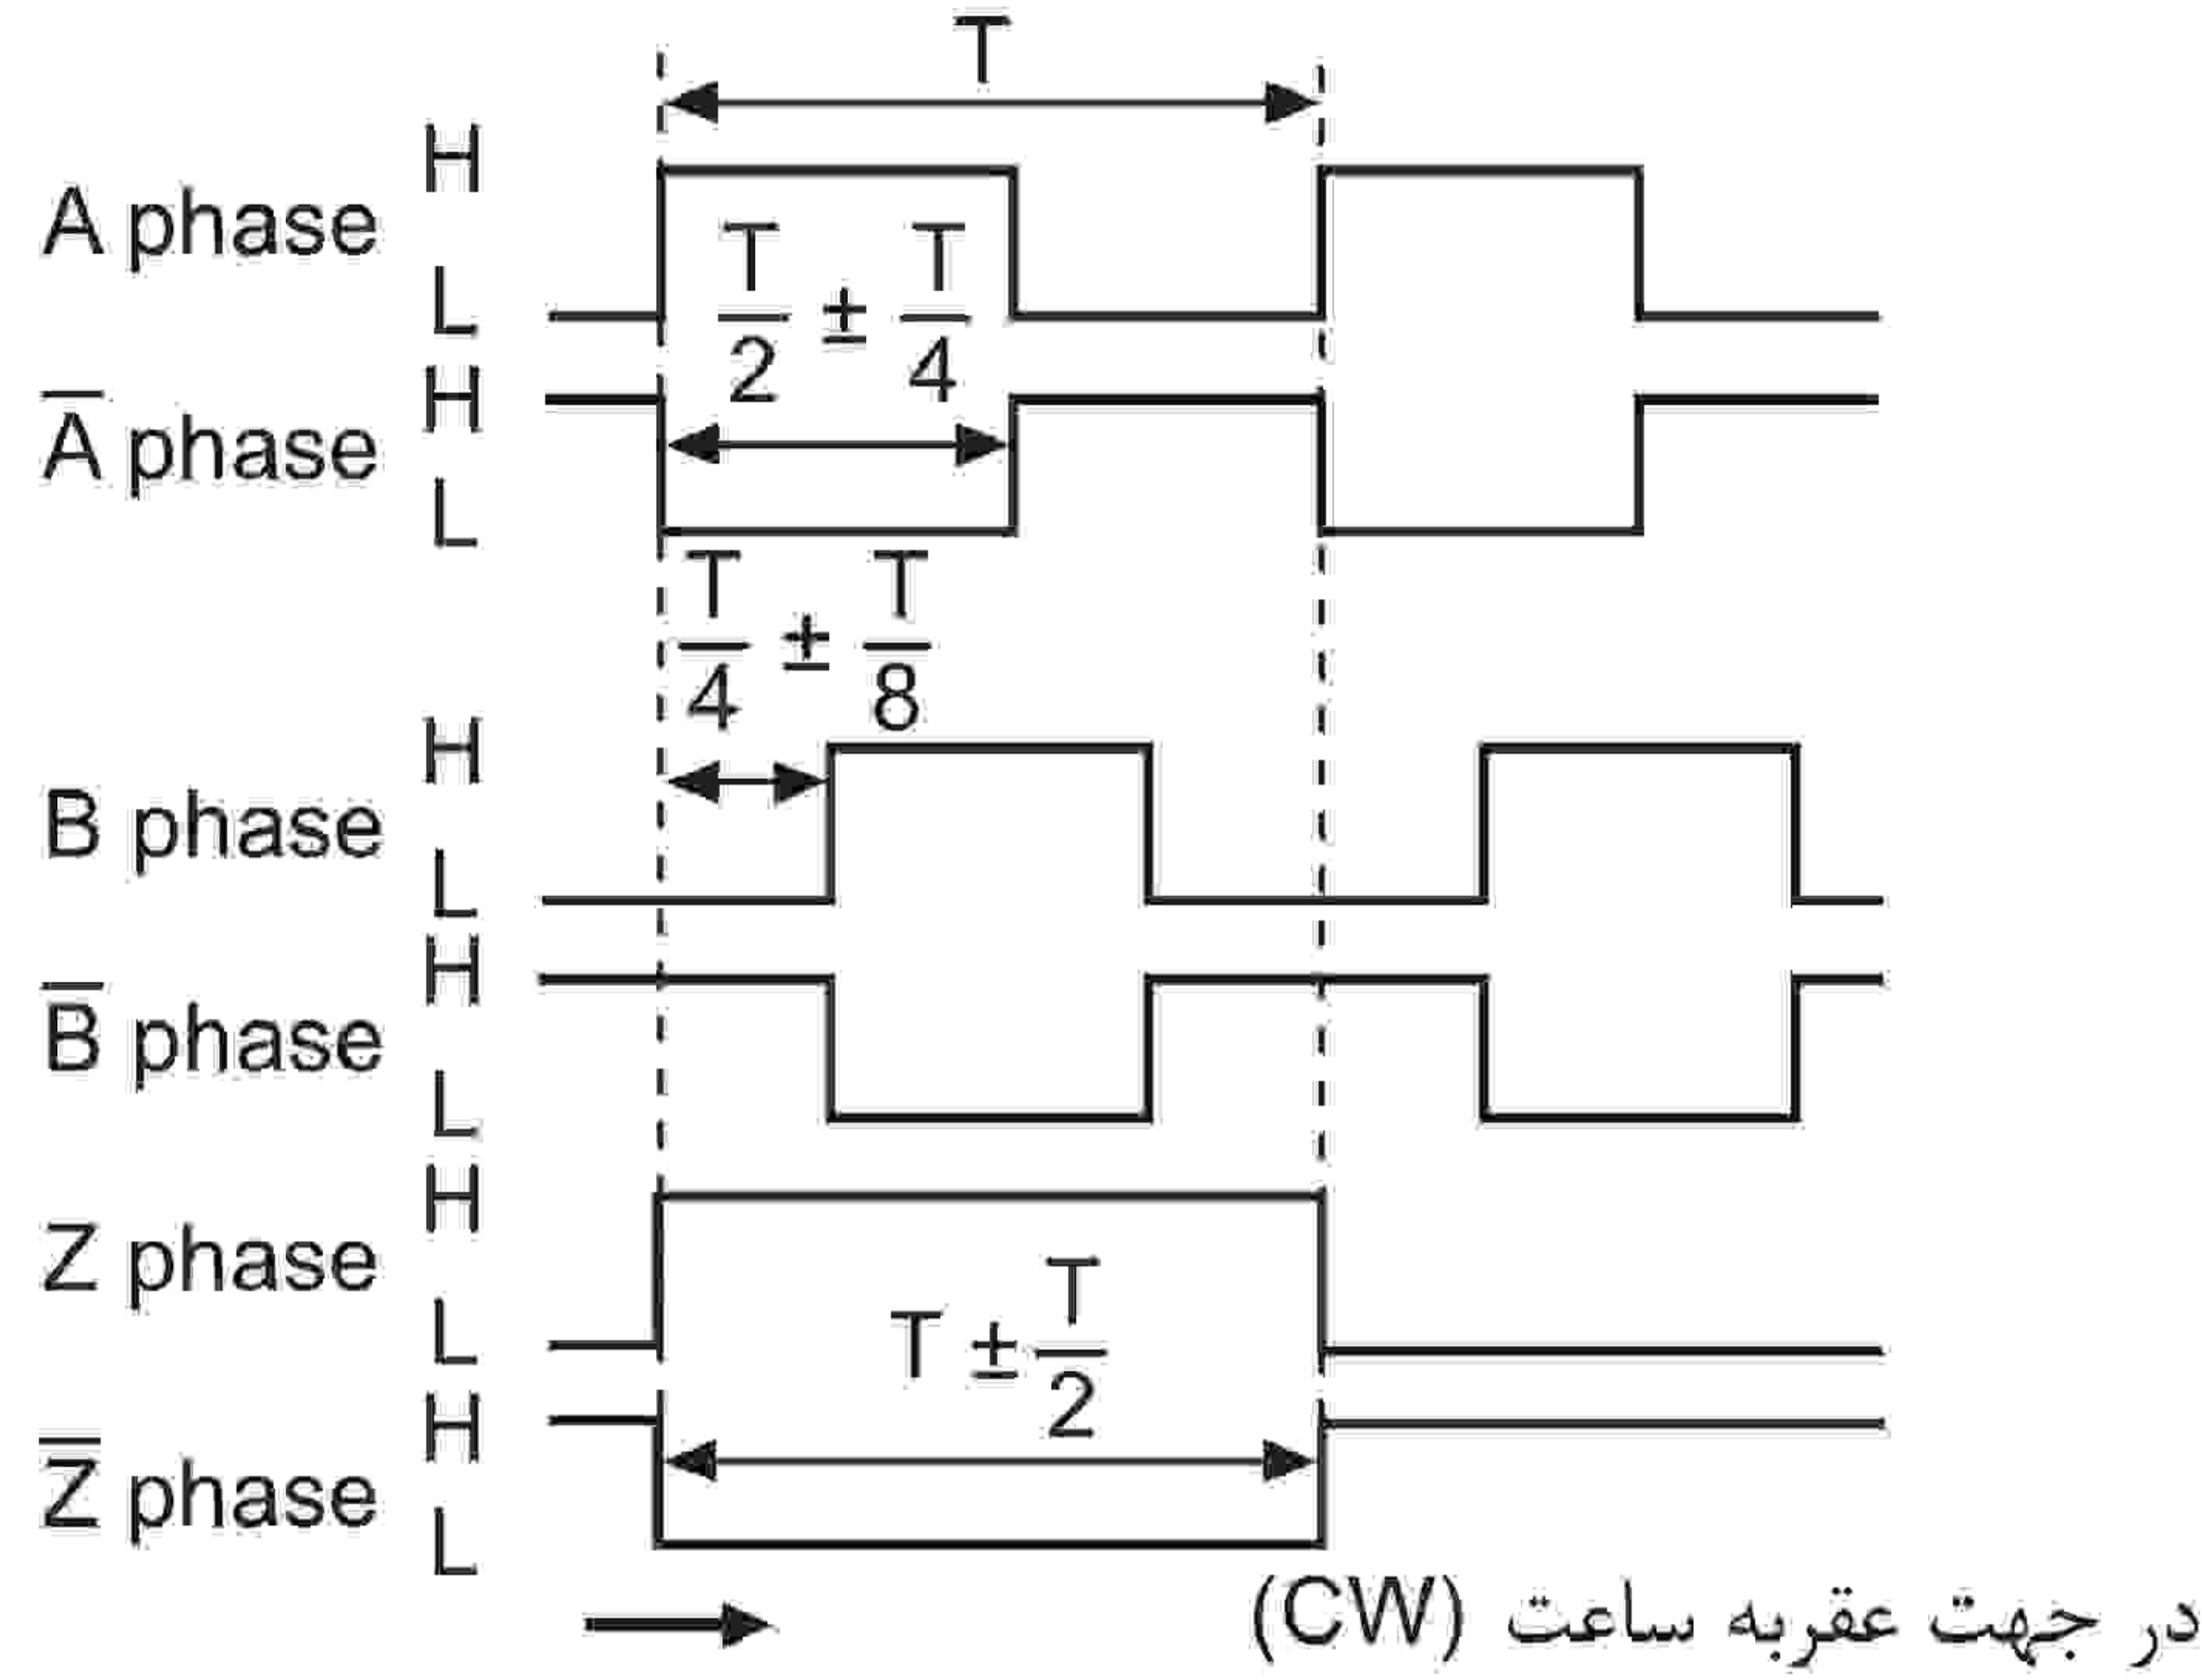 T
H
A phase
L
T/2 ± T/4
H
A̅ phase
L
T/4 ± T/8
H
B phase
L
H
B̅ phase
L
H
Z phase
L
T ± T/2
H
Z̅ phase
L
در جهت عقربه ساعت (CW)